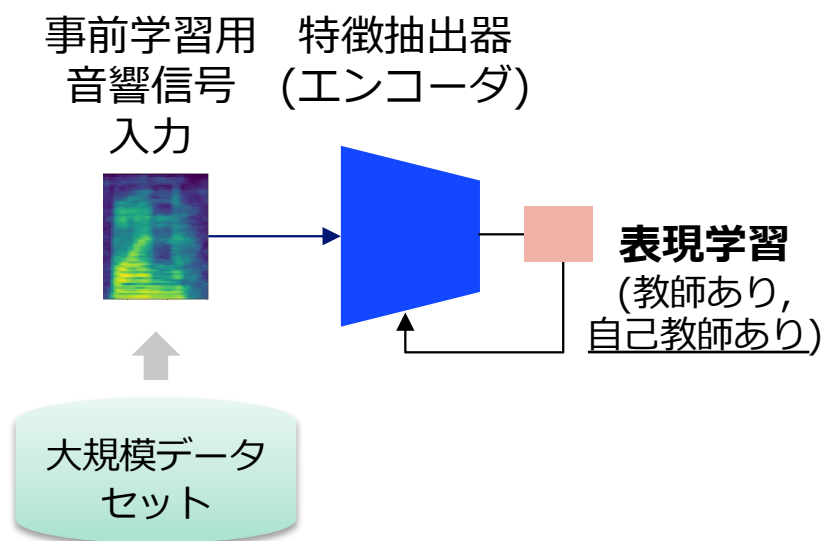 事前学習用
音響信号
入力
特徴抽出器
(エンコーダ)
表現学習
(教師あり,
自己教師あり)
大規模データ
セット